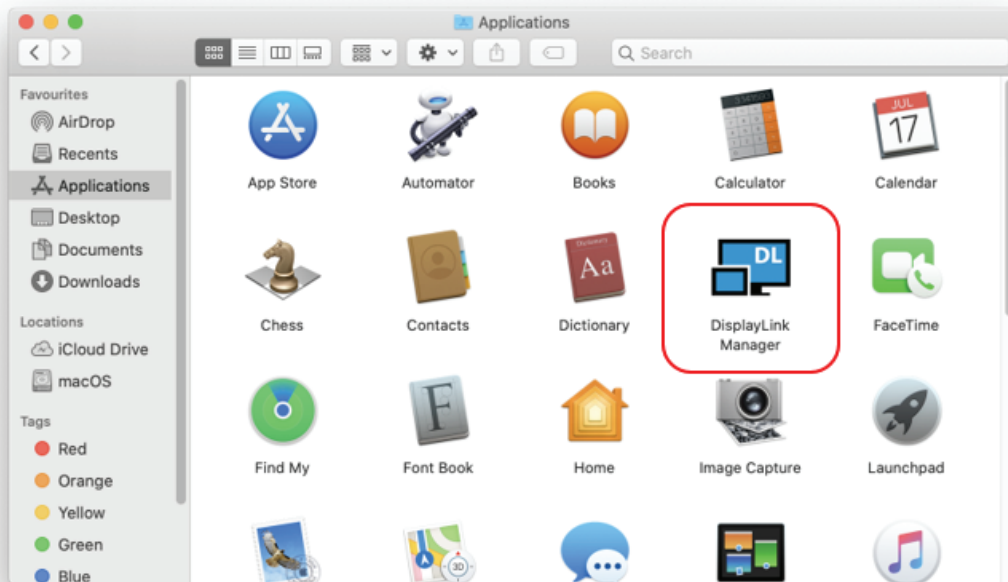 Applications
Search
Favourites
AirDrop
Recents
Applications
Desktop
Documents
Downloads
Locations
iCloud Drive
macOS
Tags
Red
Orange
Yellow
Green
Blue
App Store
Automator
Books
Calculator
JUL
17
Calendar
Chess
Contacts
Dictionary
Aa
Dictionary
DL
DisplayLink
Manager
FaceTime
Find My
F
Font Book
Home
Image Capture
Launchpad
3D